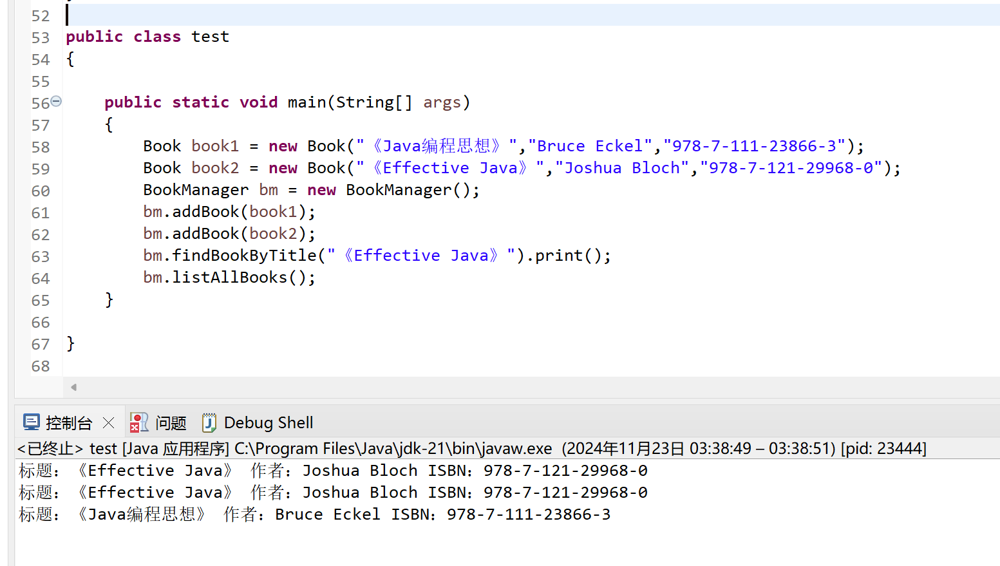 52
53 public class test
54 {
55
56 public static void main(String[] args)
57 {
58 Book book1 = new Book("《Java编程思想》","Bruce Eckel","978-7-111-23866-3");
59 Book book2 = new Book("《Effective Java》","Joshua Bloch","978-7-121-29968-0");
60 BookManager bm = new BookManager();
61 bm.addBook(book1);
62 bm.addBook(book2);
63 bm.findBookByTitle("《Effective Java》").print();
64 bm.listAllBooks();
65 }
66
67 }
68
控制台 问题 Debug Shell
<已终止> test [Java 应用程序] C:\Program Files\Java\jdk-21\bin\javaw.exe (2024年11月23日 03:38:49 – 03:38:51) [pid: 23444]
标题：《Effective Java》 作者：Joshua Bloch ISBN：978-7-121-29968-0
标题：《Effective Java》 作者：Joshua Bloch ISBN：978-7-121-29968-0
标题：《Java编程思想》 作者：Bruce Eckel ISBN：978-7-111-23866-3